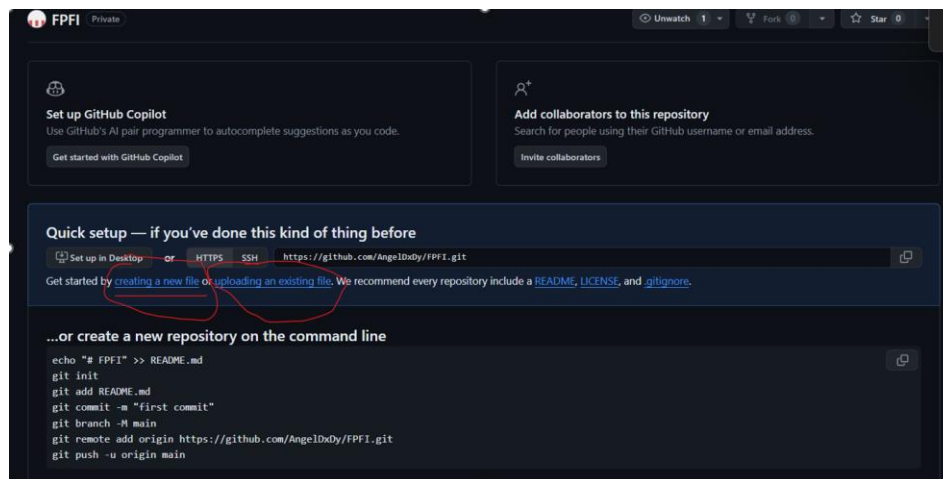 FPFI Private
Unwatch 1 Fork 0 Star 0
Set up GitHub Copilot
Use GitHub's AI pair programmer to autocomplete suggestions as you code.
Get started with GitHub Copilot
Add collaborators to this repository
Search for people using their GitHub username or email address.
Invite collaborators
Quick setup — if you've done this kind of thing before
Set up in Desktop or HTTPS SSH https://github.com/AngelDxDy/FPFI.git
Get started by creating a new file or uploading an existing file. We recommend every repository include a README, LICENSE, and .gitignore.
...or create a new repository on the command line
echo "# FPFI" >> README.md
git init
git add README.md
git commit -m "first commit"
git branch -M main
git remote add origin https://github.com/AngelDxDy/FPFI.git
git push -u origin main